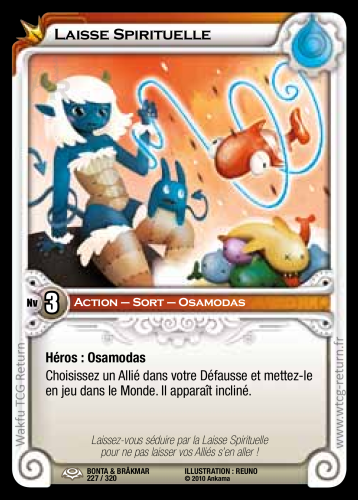 Laisse Spirituelle
Nv 3
Action – Sort – Osamodas
Héros : Osamodas
Choisissez un Allié dans votre Défausse et mettez-le
en jeu dans le Monde. Il apparaît incliné.
Laissez-vous séduire par la Laisse Spirituelle
pour ne pas laisser vos Alliés s'en aller !
BONTA & BRÂKMAR
227 / 320
ILLUSTRATION : REUNO
© 2010 Ankama
Wakfu TCG Return
www.wtcg-return.fr